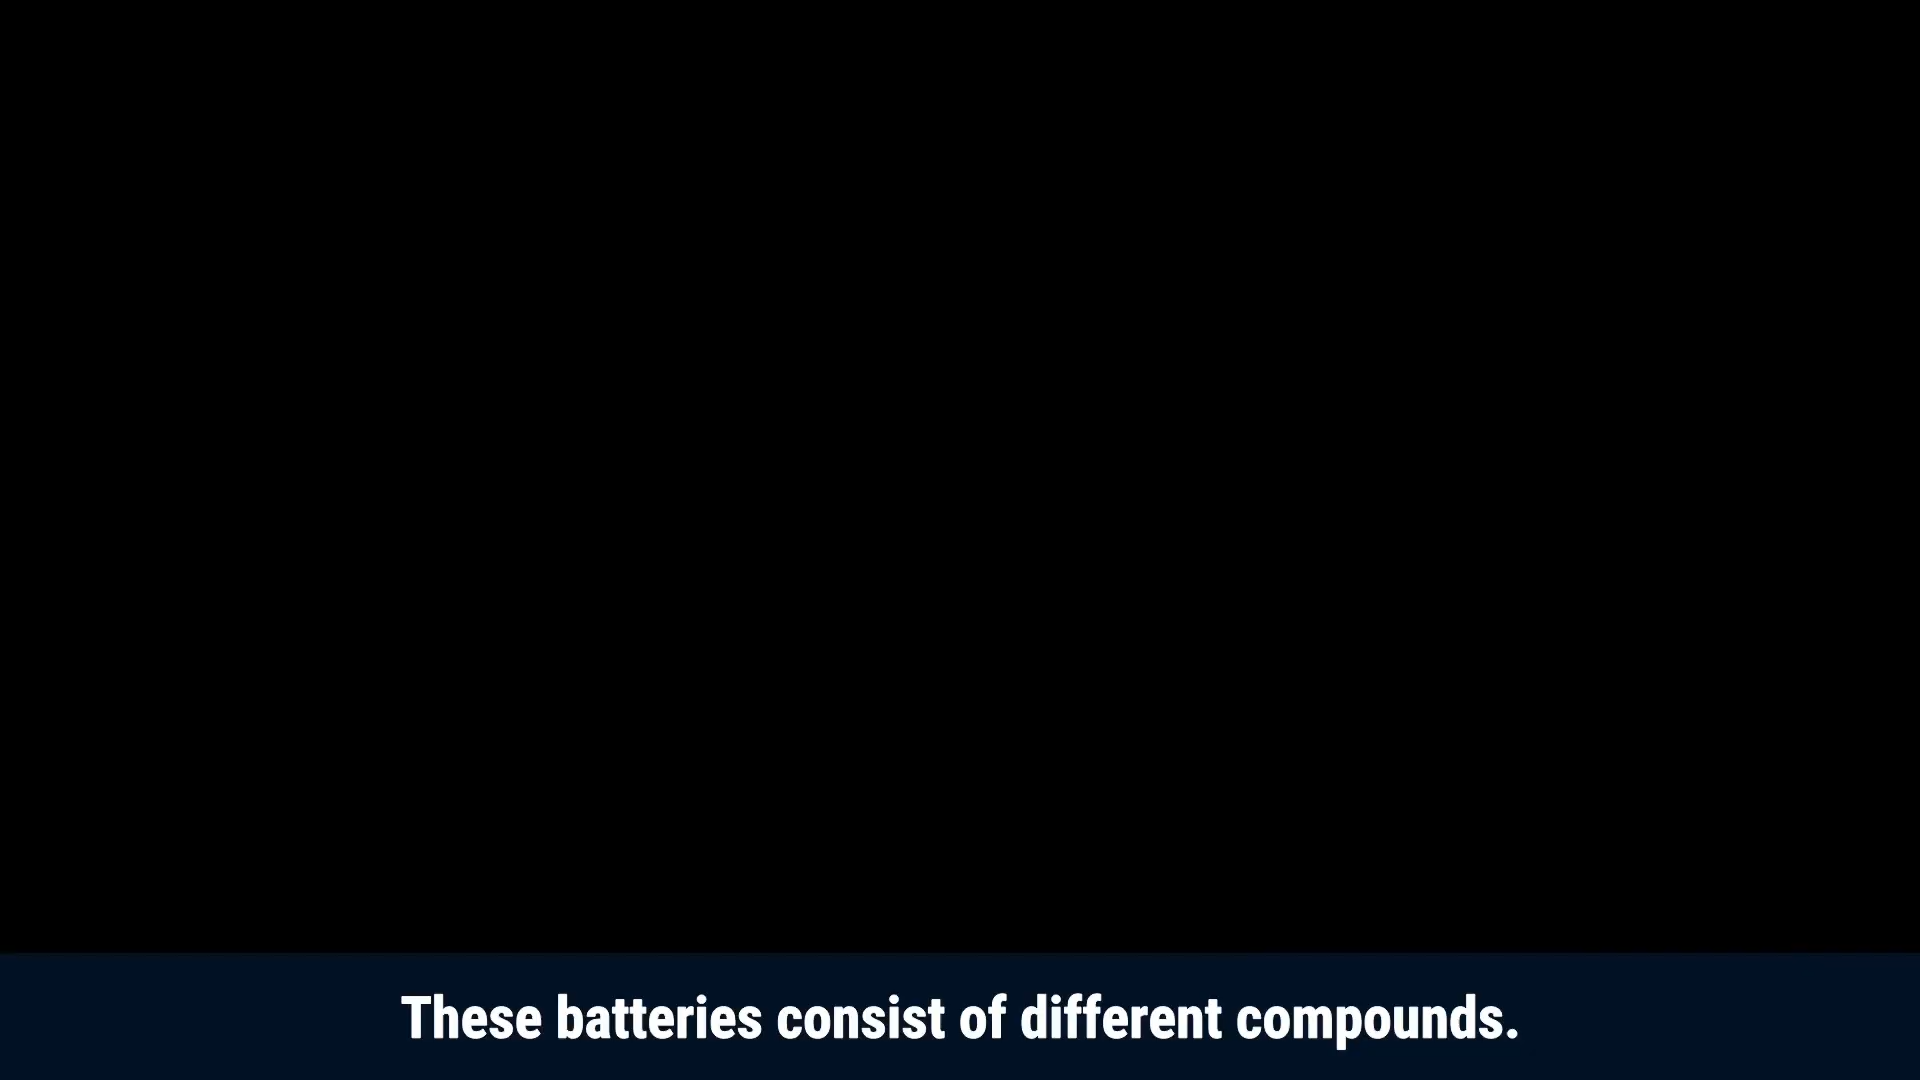 These batteries consist of different compounds.